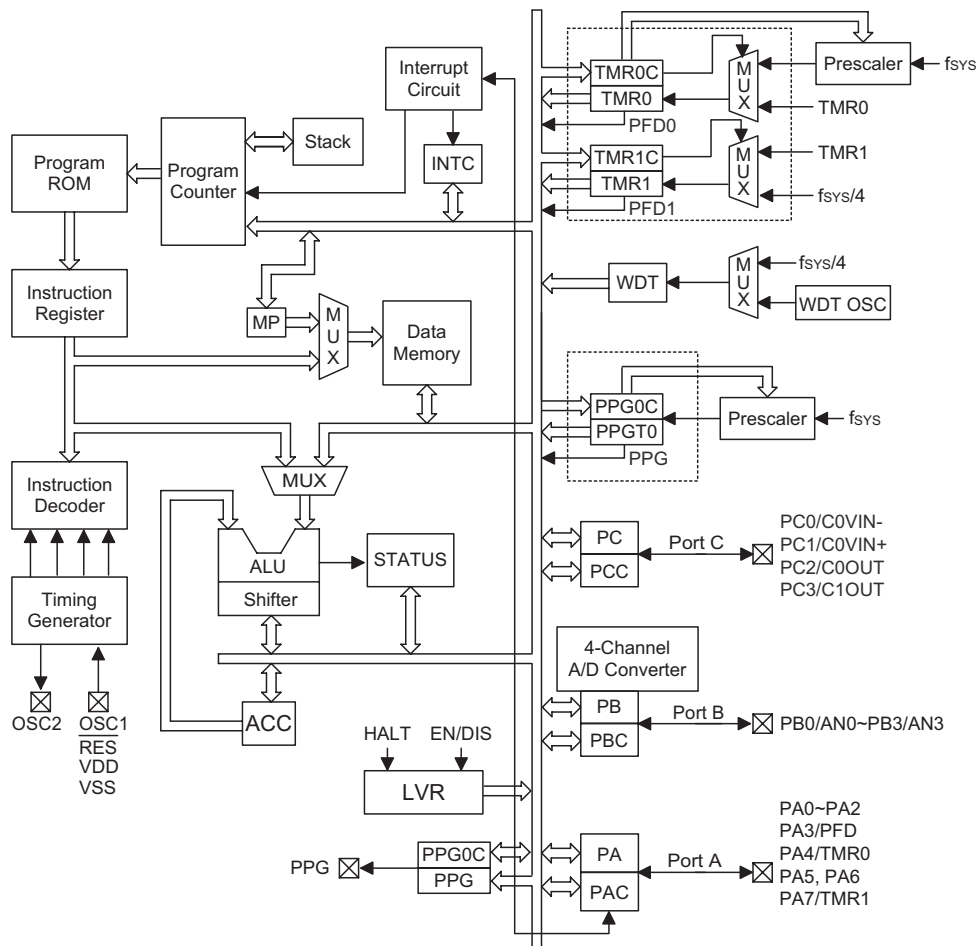 Interrupt
Circuit
Stack
INTC
Program
ROM
Program
Counter
Instruction
Register
MP
MUX
Data
Memory
MUX
Instruction
Decoder
ALU
Shifter
STATUS
Timing
Generator
OSC2
OSC1
RES
VDD
VSS
ACC
HALT
EN/DIS
LVR
PPG
PPG0C
PPG
TMR0C
TMR0
PFD0
MUX
Prescaler
fSYS
TMR0
TMR1C
TMR1
PFD1
MUX
TMR1
fSYS/4
WDT
MUX
fSYS/4
WDT OSC
PPG0C
PPGT0
PPG
Prescaler
fSYS
PC
PCC
Port C
PC0/C0VIN-
PC1/C0VIN+
PC2/C0OUT
PC3/C1OUT
4-Channel
A/D Converter
PB
PBC
Port B
PB0/AN0~PB3/AN3
PA
PAC
Port A
PA0~PA2
PA3/PFD
PA4/TMR0
PA5, PA6
PA7/TMR1